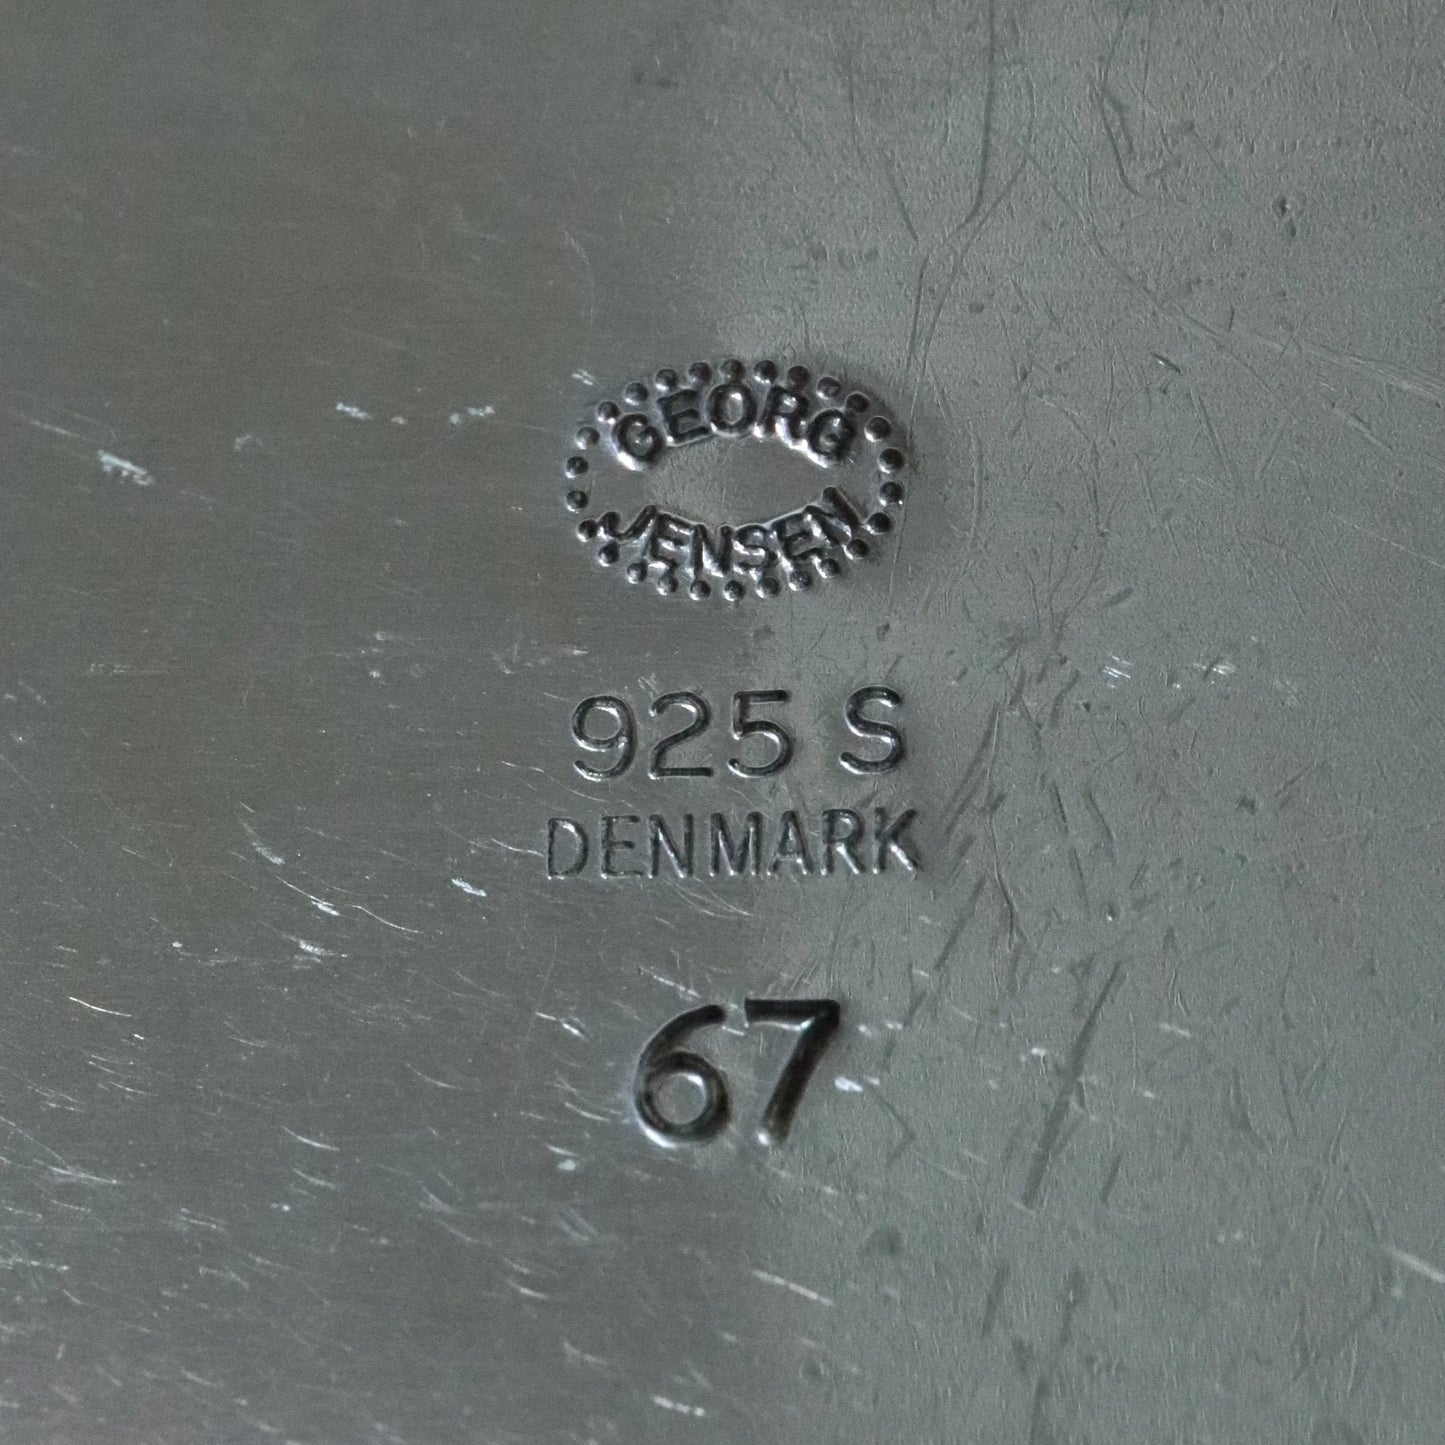 GEORG
JENSEN
925 S
DENMARK
67